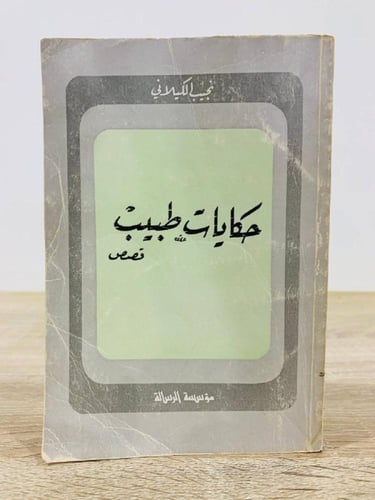 نجيب الكيلاني
حكايات طبيب
قصص
مؤسسة الرسالة